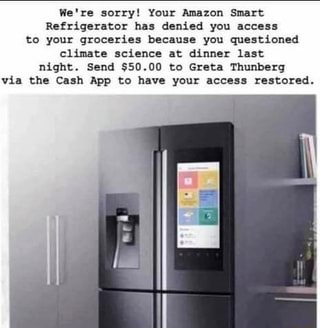 We're sorry! Your Amazon Smart
Refrigerator has denied you access
to your groceries because you questioned
climate science at dinner last
night. Send $50.00 to Greta Thunberg
via the Cash App to have your access restored.